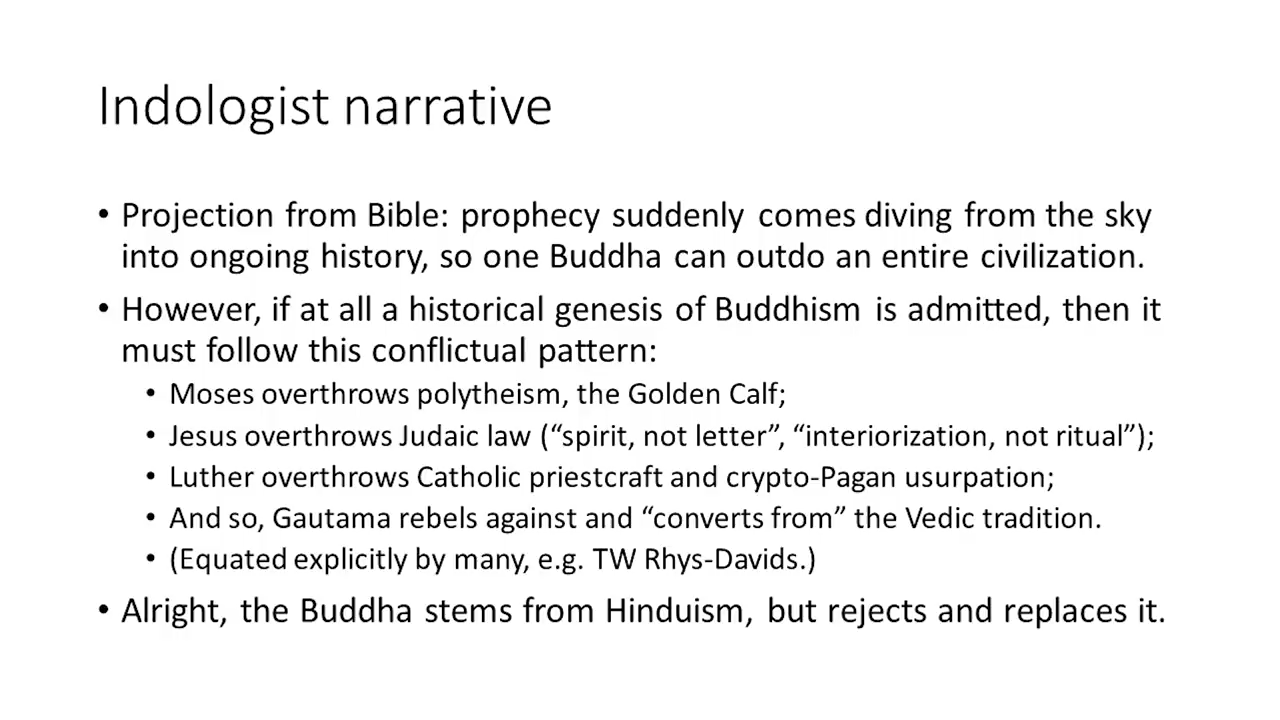 Indologist narrative
• Projection from Bible: prophecy suddenly comes diving from the sky
into ongoing history, so one Buddha can outdo an entire civilization.
• However, if at all a historical genesis of Buddhism is admitted, then it
must follow this conflictual pattern:
• Moses overthrows polytheism, the Golden Calf;
• Jesus overthrows Judaic law (“spirit, not letter”, “interiorization, not ritual”);
• Luther overthrows Catholic priestcraft and crypto-Pagan usurpation;
• And so, Gautama rebels against and “converts from” the Vedic tradition.
• (Equated explicitly by many, e.g. TW Rhys-Davids.)
• Alright, the Buddha stems from Hinduism, but rejects and replaces it.